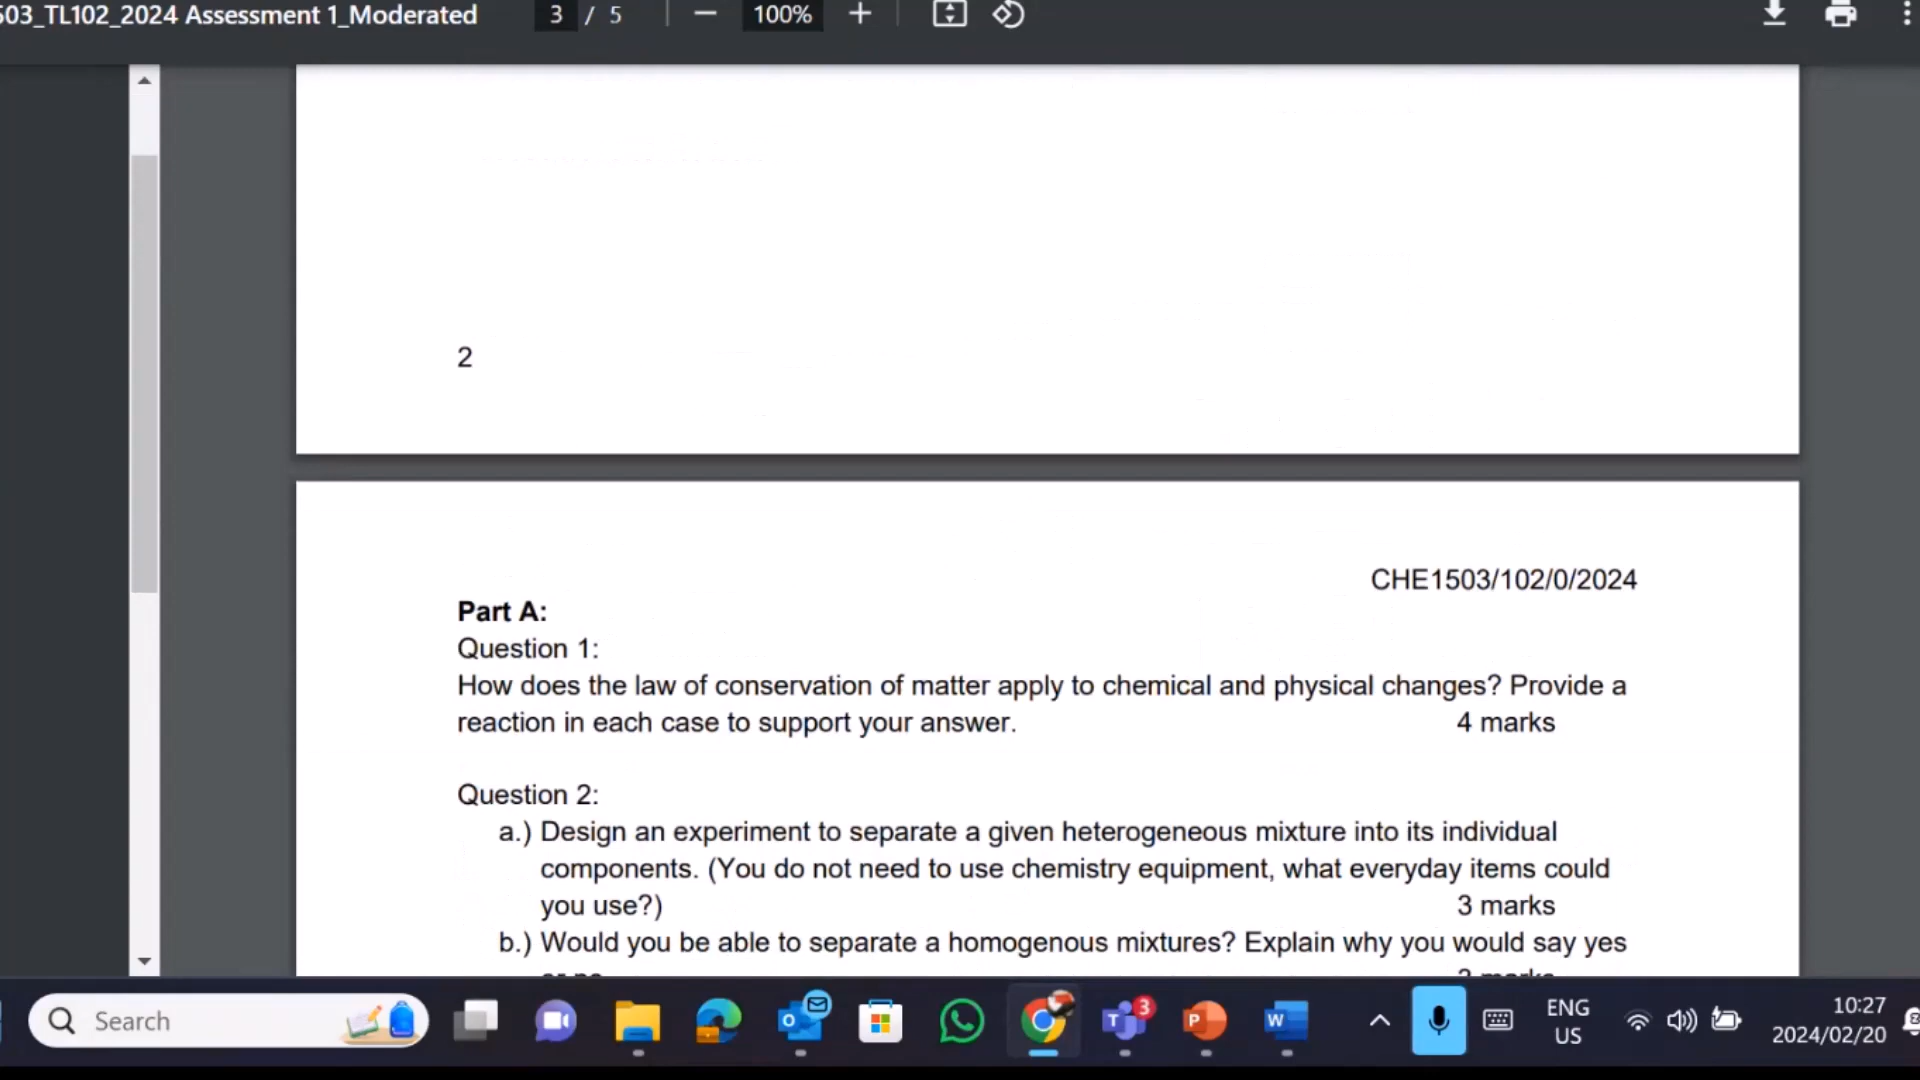 503_TL102_2024 Assessment 1_Moderated
3 / 5
100%
2
CHE1503/102/0/2024
Part A:
Question 1:
How does the law of conservation of matter apply to chemical and physical changes? Provide a
reaction in each case to support your answer. 4 marks
Question 2:
a.) Design an experiment to separate a given heterogeneous mixture into its individual
components. (You do not need to use chemistry equipment, what everyday items could
you use?) 3 marks
b.) Would you be able to separate a homogenous mixtures? Explain why you would say yes
Search
3
ENG
US
10:27
2024/02/20